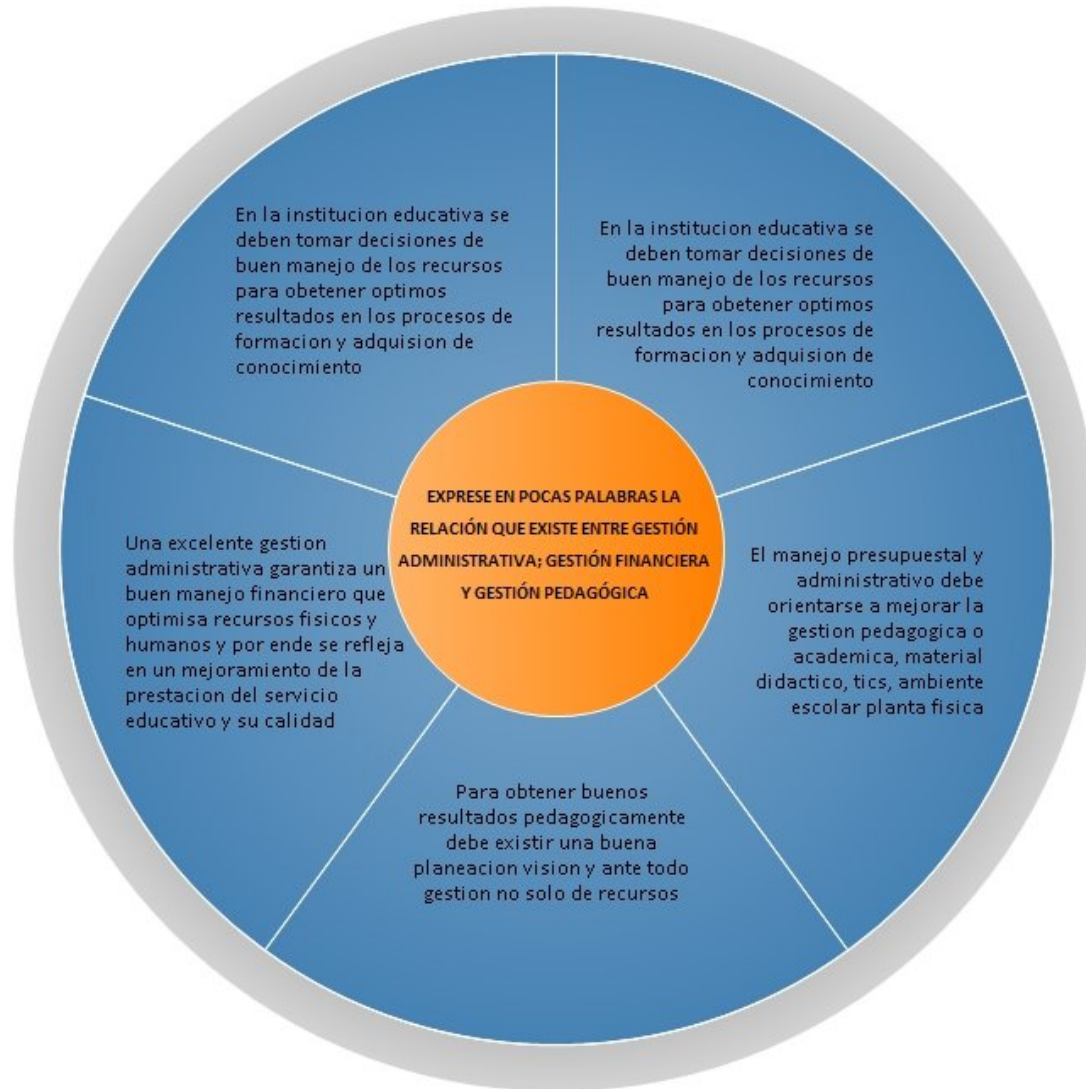 En la institucion educativa se
deben tomar decisiones de
buen manejo de los recursos
para obetener optimos
resultados en los procesos de
formacion y adquision de
conocimiento
En la institucion educativa se
deben tomar decisiones de
buen manejo de los recursos
para obetener optimos
resultados en los procesos de
formacion y adquision de
conocimiento
EXPRESE EN POCAS PALABRAS LA
RELACIÓN QUE EXISTE ENTRE GESTIÓN
ADMINISTRATIVA; GESTIÓN FINANCIERA
Y GESTIÓN PEDAGÓGICA
Una excelente gestion
administrativa garantiza un
buen manejo financiero que
optimisa recursos fisicos y
humanos y por ende se refleja
en un mejoramiento de la
prestacion del servicio
educativo y su calidad
El manejo presupuestal y
administrativo debe
orientarse a mejorar la
gestion pedagogica o
academica, material
didactico, tics, ambiente
escolar planta fisica
Para obtener buenos
resultados pedagogicamente
debe existir una buena
planeacion vision y ante todo
gestion no solo de recursos